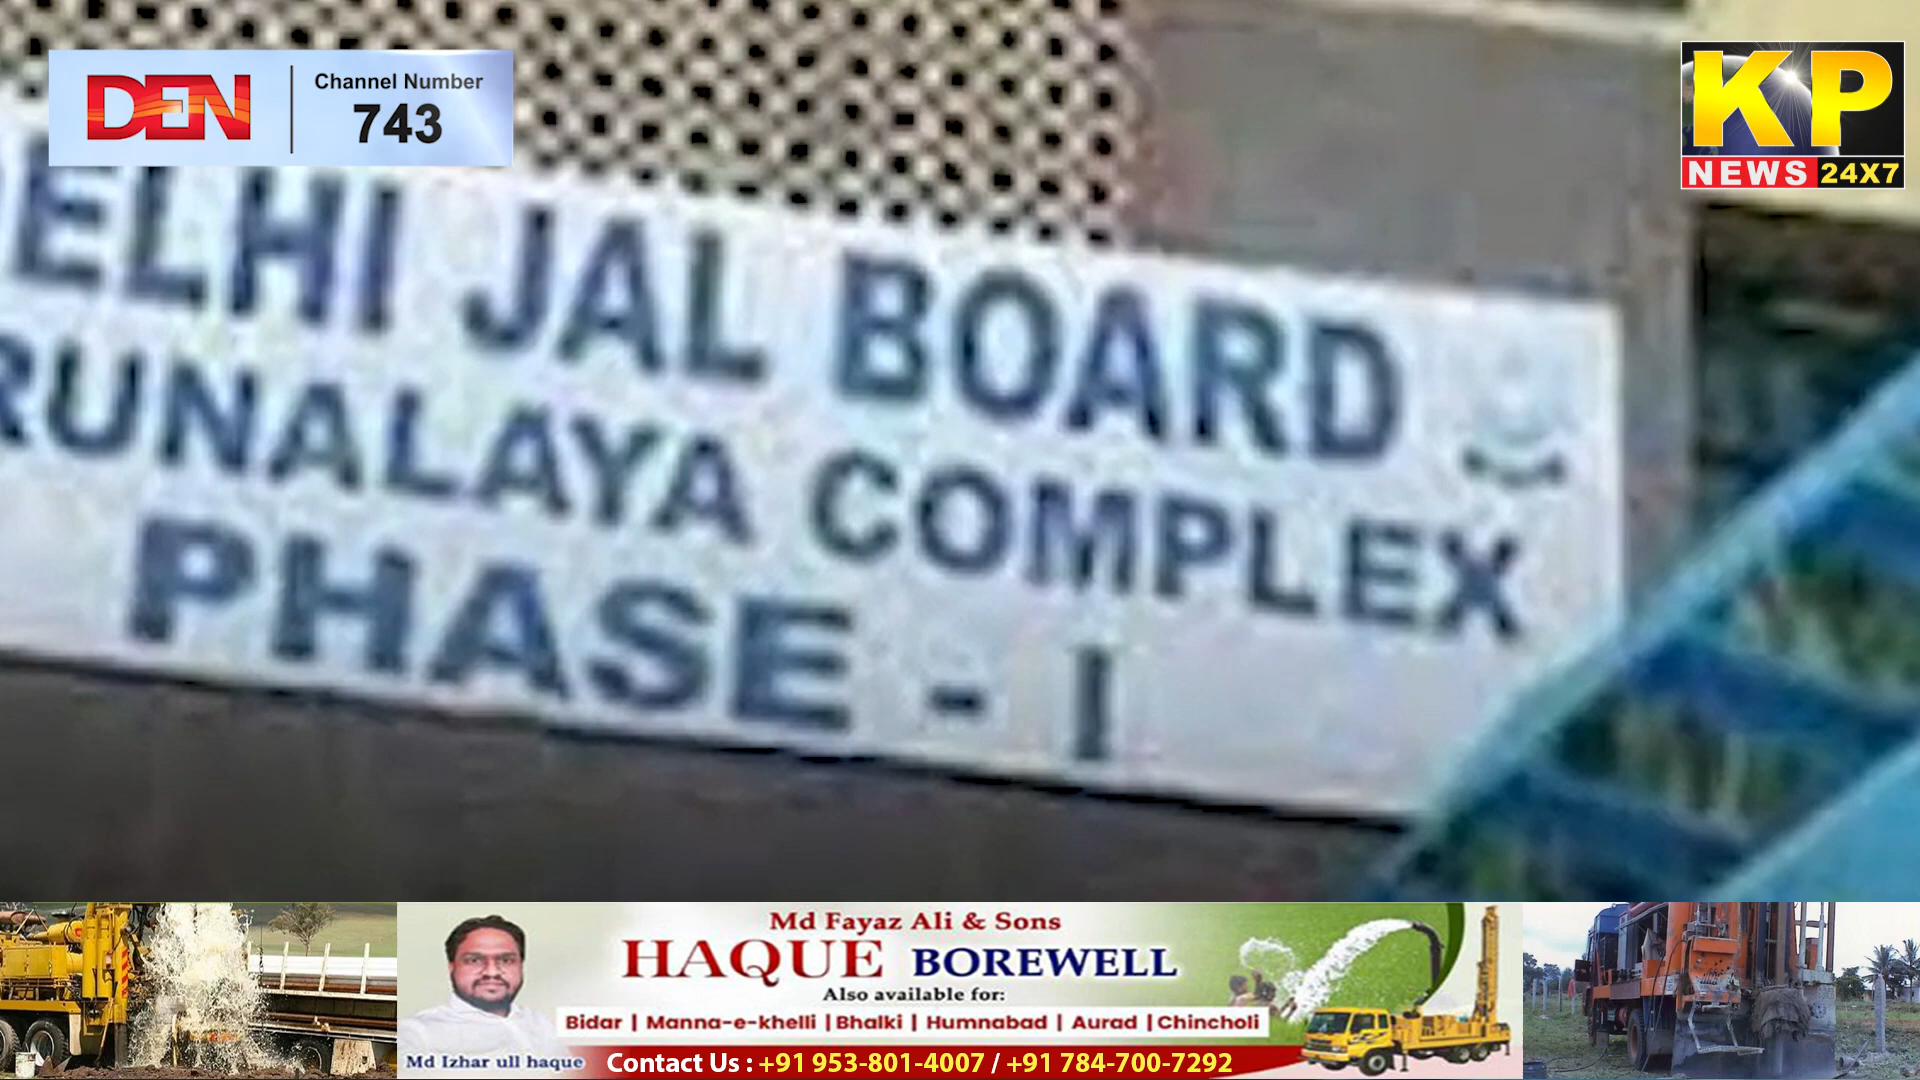 DEN
Channel Number
743
KP
NEWS 24X7
ELHI JAL BOARD
RUNALAYA COMPLEX
PHASE - I
Md Fayaz Ali & Sons
HAQUE BOREWELL
Also available for:
Bidar | Manna-e-khelli | Bhalki | Humnabad | Aurad | Chincholi
Md Izhar ull haque
Contact Us : +91 953-801-4007 / +91 784-700-7292